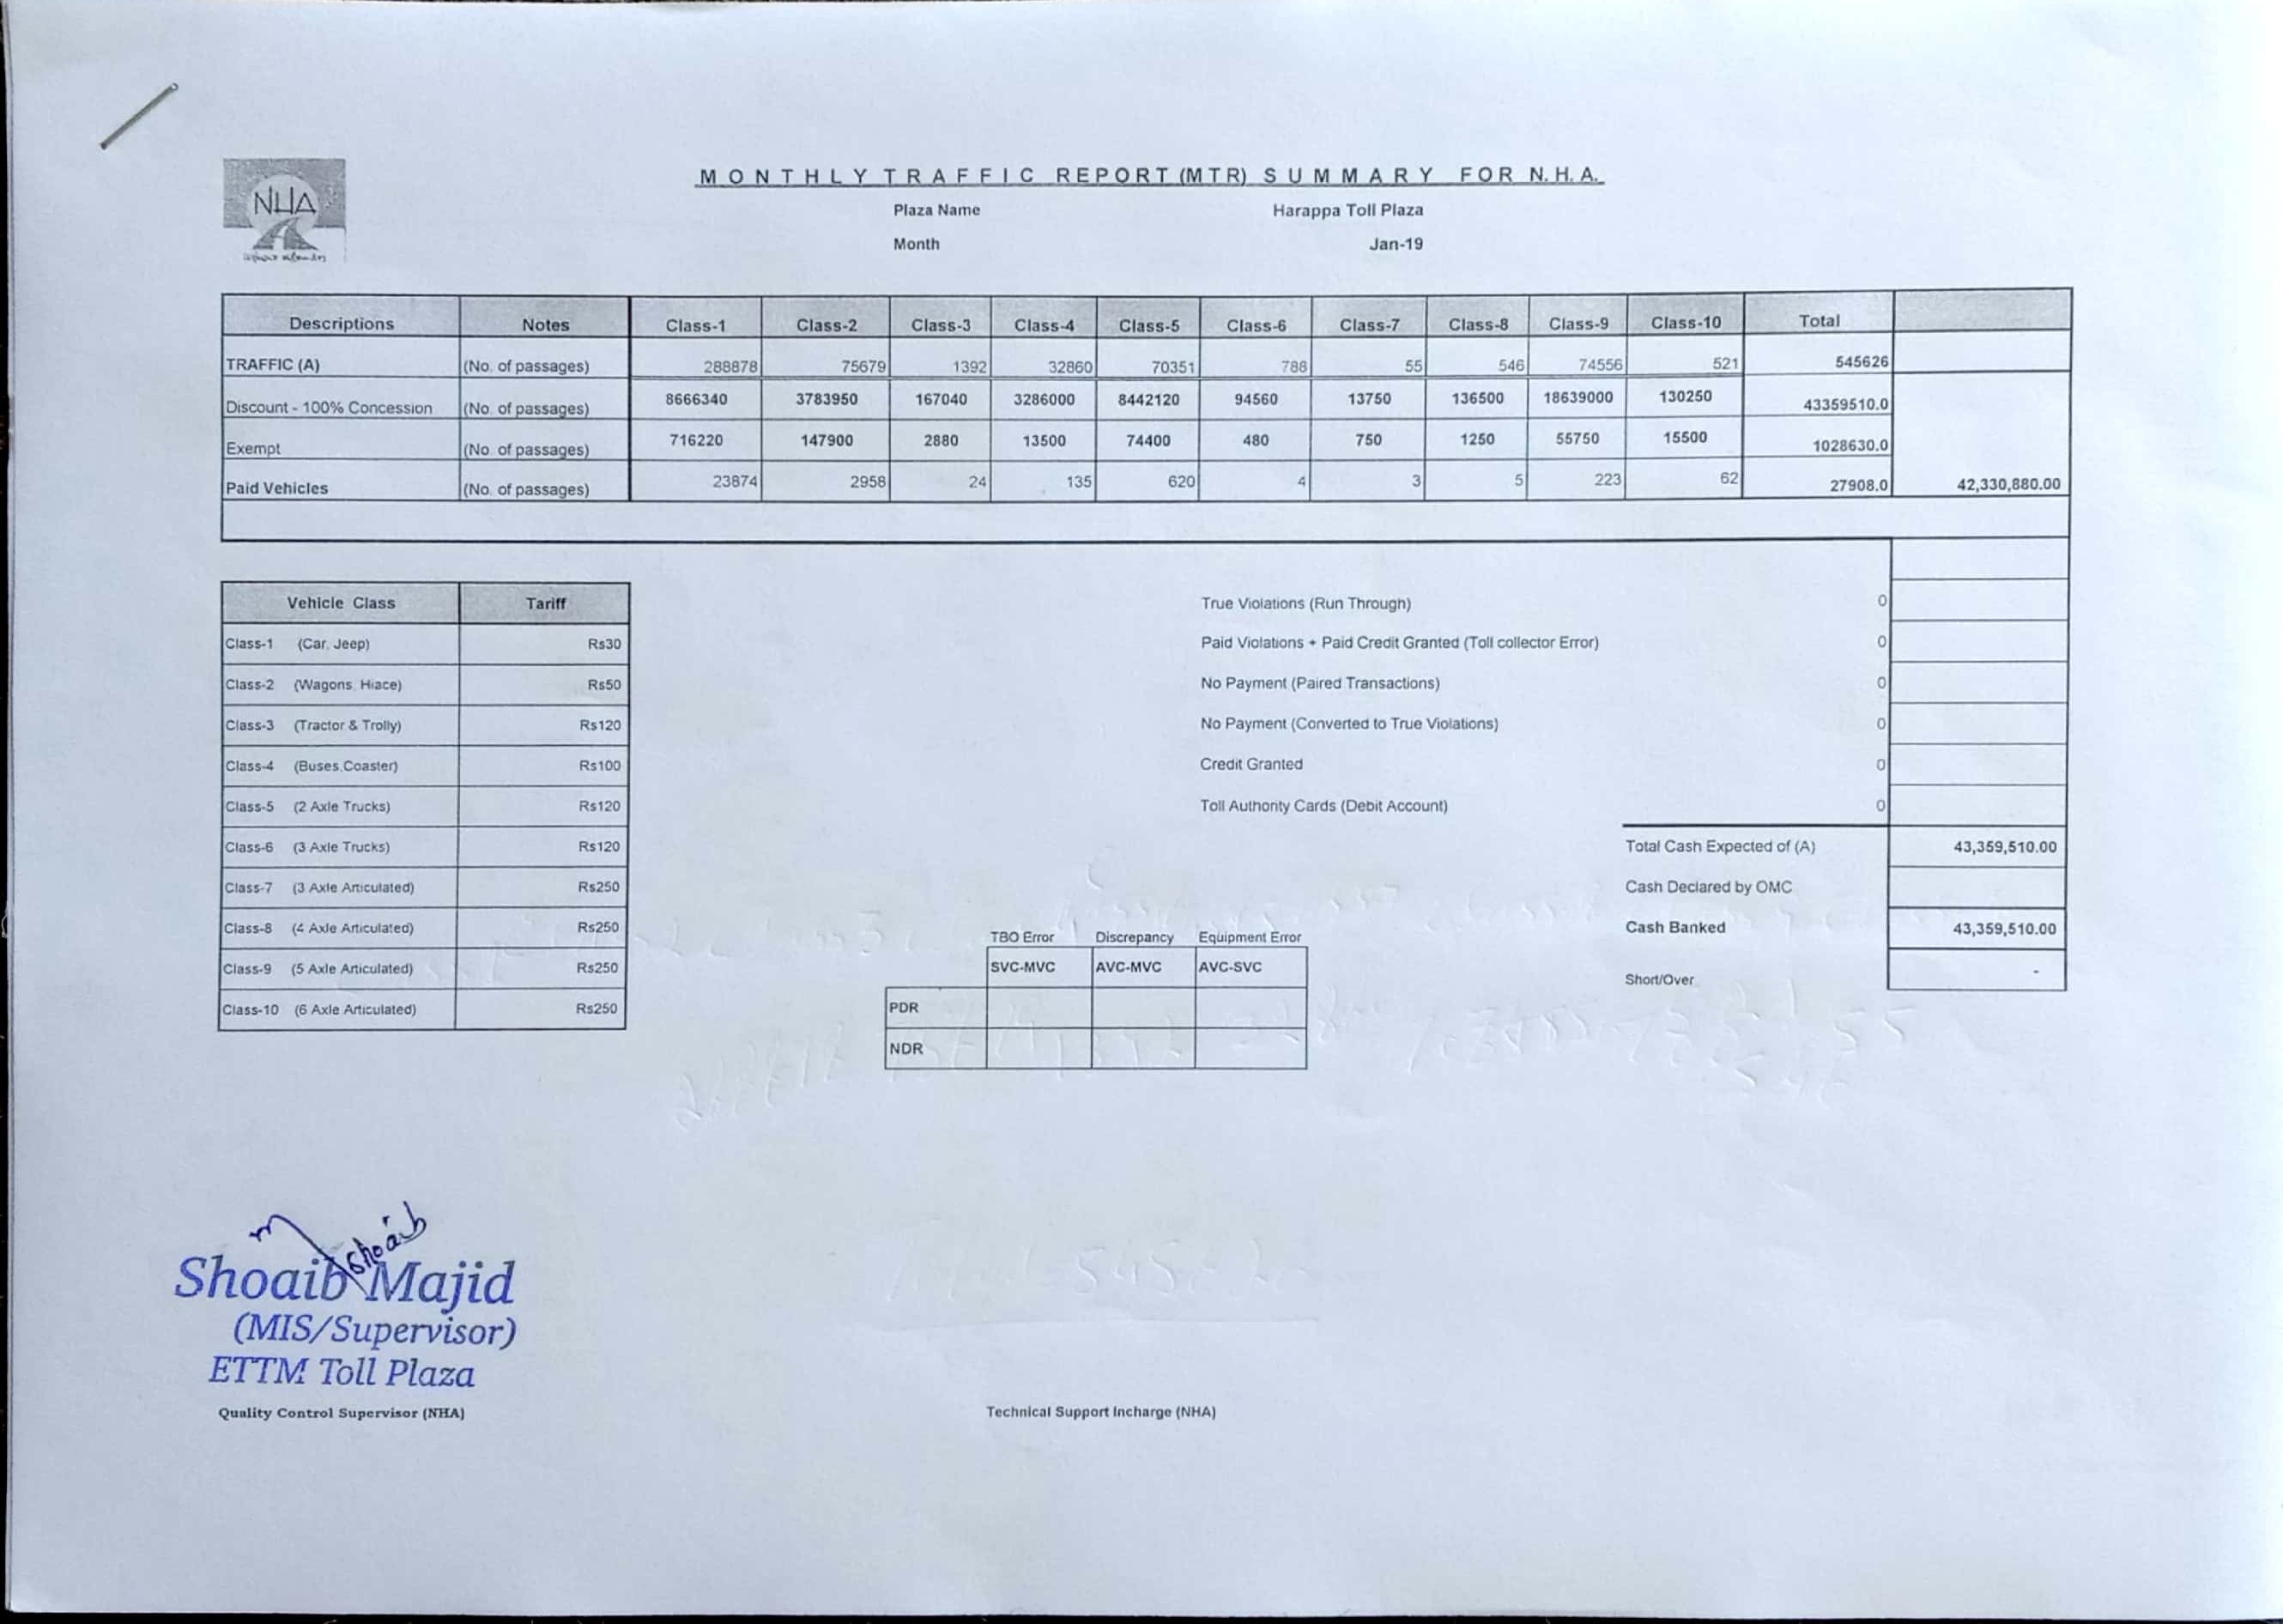 NHA
MONTHLY TRAFFIC REPORT (MTR) SUMMARY FOR N.H.A.
Plaza Name Harappa Toll Plaza
Month Jan-19
Descriptions Notes Class-1 Class-2 Class-3 Class-4 Class-5 Class-6 Class-7 Class-8 Class-9 Class-10 Total
TRAFFIC (A) (No. of passages) 288878 75679 1392 32860 70351 788 55 546 74556 521 545626
Discount - 100% Concession (No. of passages) 8666340 3783950 167040 3286000 8442120 94560 13750 136500 18639000 130250 43359510.0
Exempt (No. of passages) 716220 147900 2880 13500 74400 480 750 1250 55750 15500 1028630.0
Paid Vehicles (No. of passages) 23874 2958 24 135 620 4 3 5 223 62 27908.0 42,330,880.00
Vehicle Class Tariff
Class-1 (Car, Jeep) Rs30
Class-2 (Wagons, Hiace) Rs50
Class-3 (Tractor & Trolly) Rs120
Class-4 (Buses,Coaster) Rs100
Class-5 (2 Axle Trucks) Rs120
Class-6 (3 Axle Trucks) Rs120
Class-7 (3 Axle Articulated) Rs250
Class-8 (4 Axle Articulated) Rs250
Class-9 (5 Axle Articulated) Rs250
Class-10 (6 Axle Articulated) Rs250
True Violations (Run Through) 0
Paid Violations + Paid Credit Granted (Toll collector Error) 0
No Payment (Paired Transactions) 0
No Payment (Converted to True Violations) 0
Credit Granted 0
Toll Authority Cards (Debit Account) 0
Total Cash Expected of (A) 43,359,510.00
Cash Declared by OMC
Cash Banked 43,359,510.00
Short/Over -
TBO Error Discrepancy Equipment Error
SVC-MVC AVC-MVC AVC-SVC
PDR
NDR
Shoaib
Shoaib Majid
(MIS/Supervisor)
ETTM Toll Plaza
Quality Control Supervisor (NHA)
Technical Support Incharge (NHA)